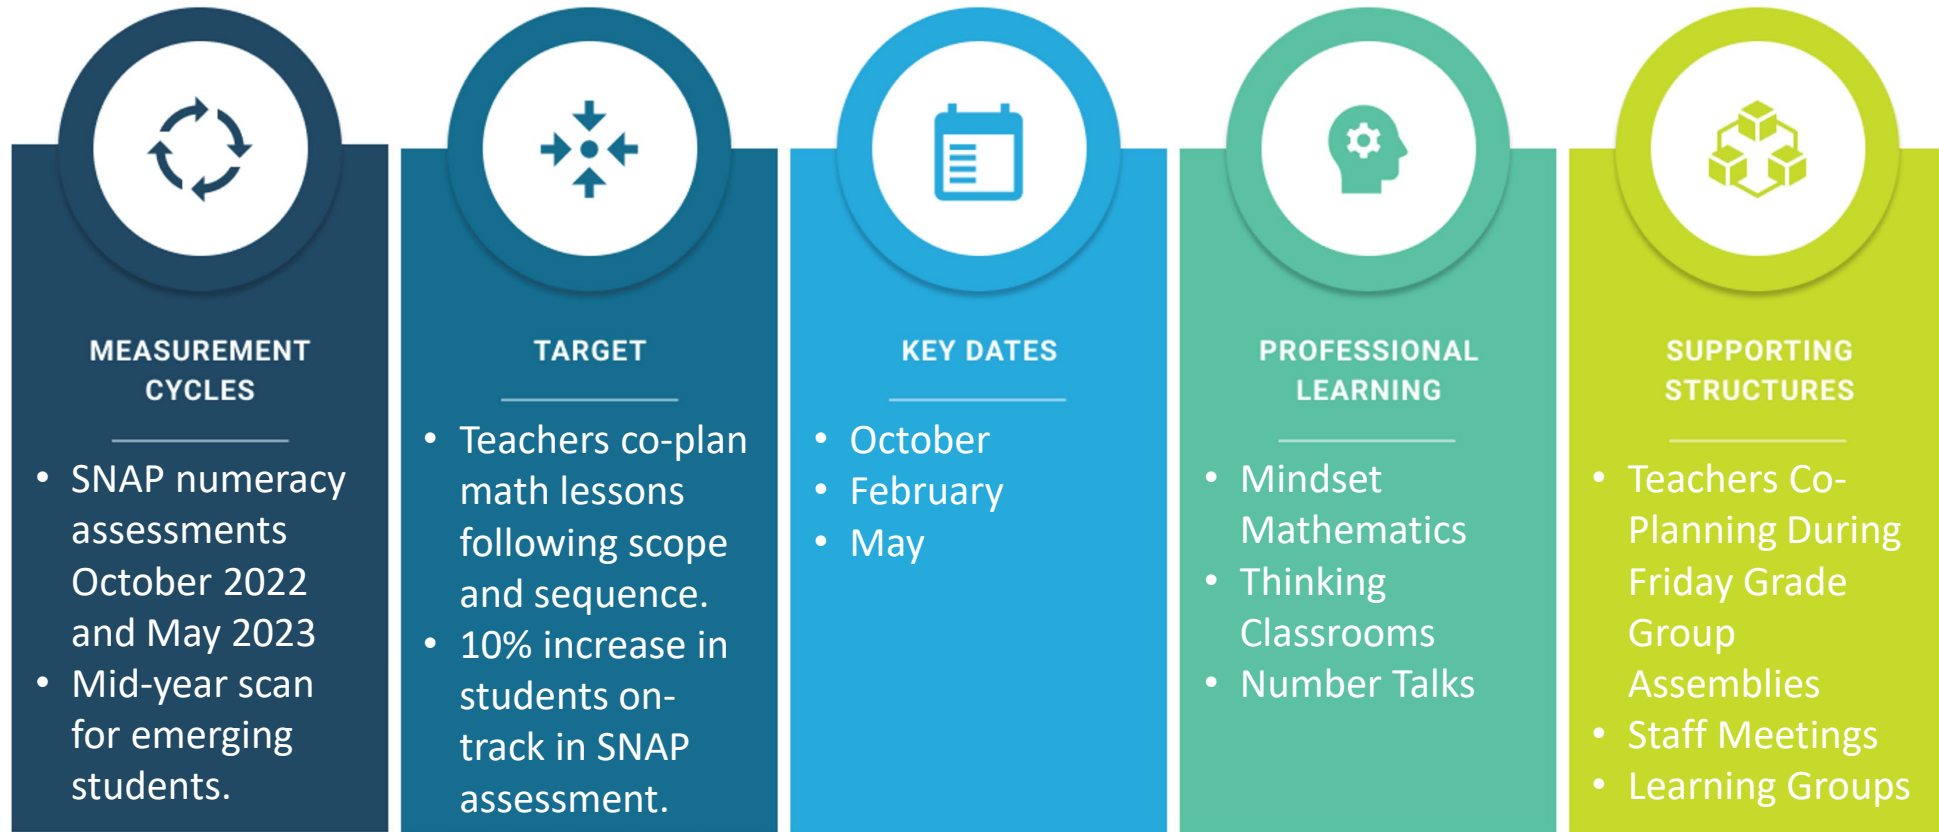 MEASUREMENT
CYCLES
• SNAP numeracy
assessments
October 2022
and May 2023
• Mid-year scan
for emerging
students.
TARGET
• Teachers co-plan
math lessons
following scope
and sequence.
• 10% increase in
students on-
track in SNAP
assessment.
KEY DATES
• October
• February
• May
PROFESSIONAL
LEARNING
• Mindset
Mathematics
• Thinking
Classrooms
• Number Talks
SUPPORTING
STRUCTURES
• Teachers Co-
Planning During
Friday Grade
Group
Assemblies
• Staff Meetings
• Learning Groups